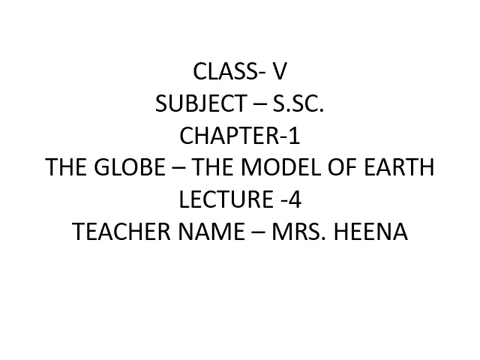 CLASS- V
SUBJECT – S.SC.
CHAPTER-1
THE GLOBE – THE MODEL OF EARTH
LECTURE -4
TEACHER NAME – MRS. HEENA